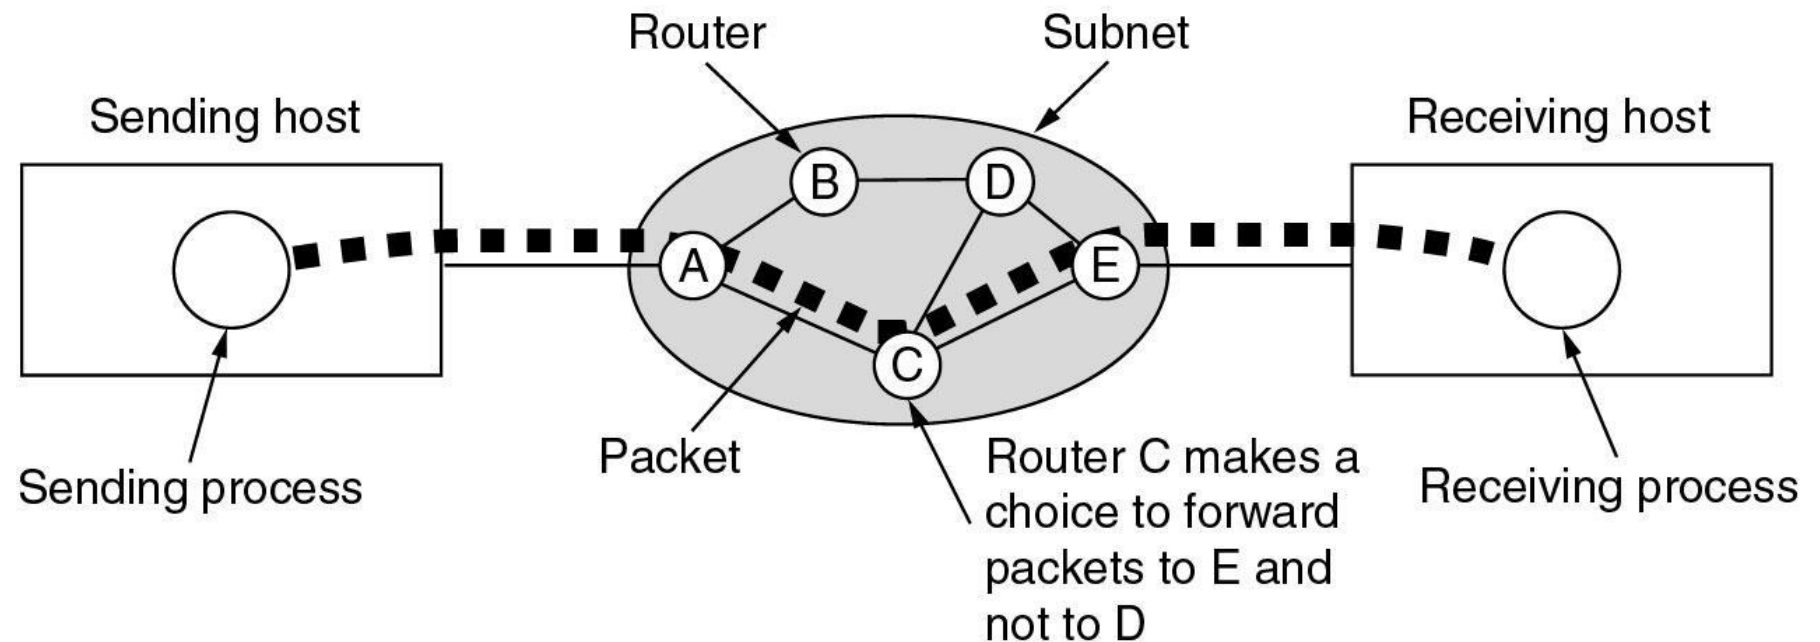 Router
Subnet
Sending host
Receiving host
B
D
A
E
C
Packet
Router C makes a
choice to forward
packets to E and
not to D
Sending process
Receiving process